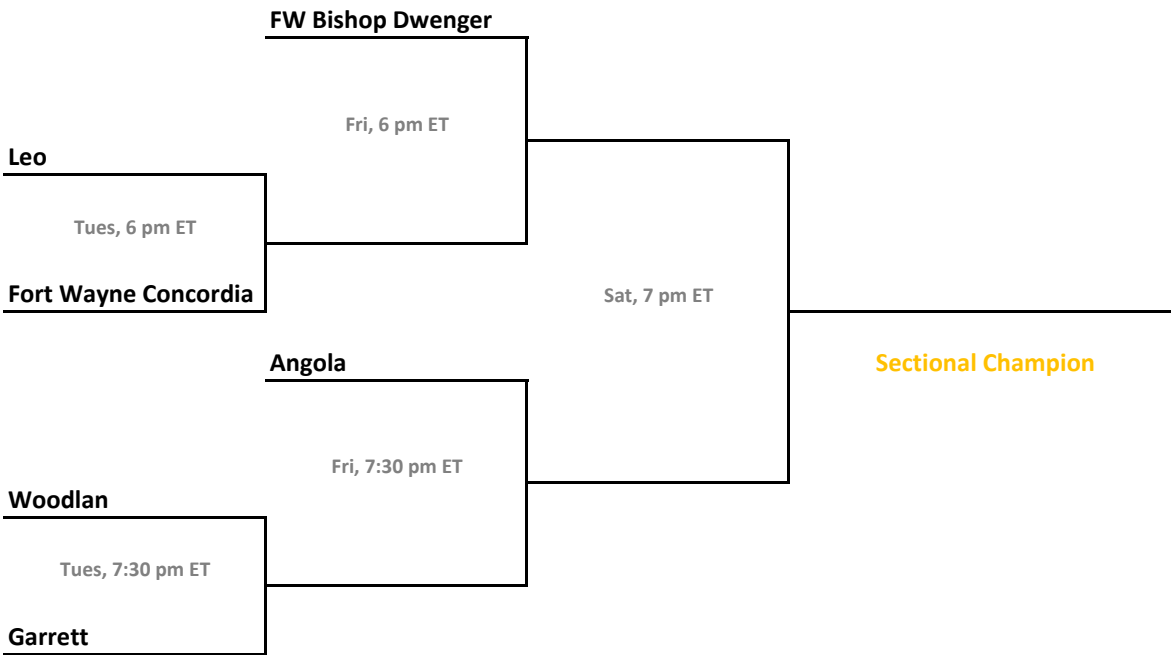 FW Bishop Dwenger
Fri, 6 pm ET
Leo
Tues, 6 pm ET
Fort Wayne Concordia
Sat, 7 pm ET
Angola
Sectional Champion
Fri, 7:30 pm ET
Woodlan
Tues, 7:30 pm ET
Garrett